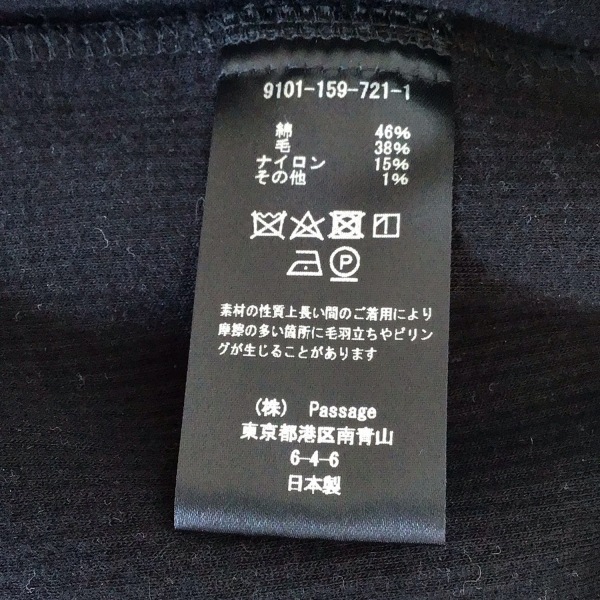 9101-159-721-1
綿 46%
毛 38%
ナイロン 15%
その他 1%
P
素材の性質上長い間のご着用により
摩擦の多い箇所に毛羽立ちやピリン
グが生じることがあります
(株) Passage
東京都港区南青山
6-4-6
日本製